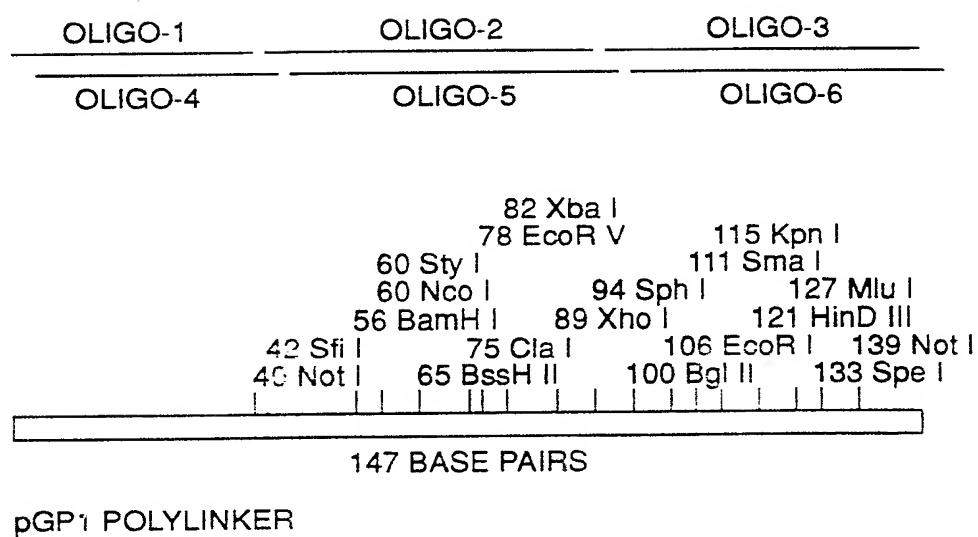 OLIGO-1 OLIGO-2 OLIGO-3
OLIGO-4 OLIGO-5 OLIGO-6
82 Xba I
78 EcoR V 115 Kpn I
60 Sty I 111 Sma I
60 Nco I 94 Sph I 127 Mlu I
56 BamH I 89 Xho I 121 HinD III
42 Sfi I 75 Cla I 106 EcoR I 139 Not I
40 Not I 65 BssH II 100 Bgl II 133 Spe I
147 BASE PAIRS
pGP1 POLYLINKER